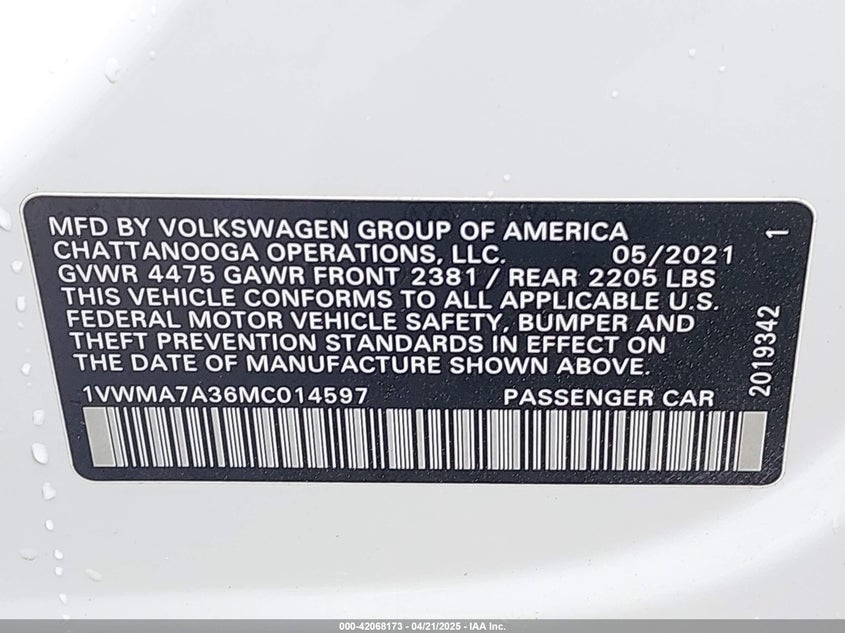 MFD BY VOLKSWAGEN GROUP OF AMERICA
CHATTANOOGA OPERATIONS, LLC. 05/2021
GVWR 4475 GAWR FRONT 2381 / REAR 2205 LBS
THIS VEHICLE CONFORMS TO ALL APPLICABLE U.S.
FEDERAL MOTOR VEHICLE SAFETY, BUMPER AND
THEFT PREVENTION STANDARDS IN EFFECT ON
THE DATE OF MANUFACTURE SHOWN ABOVE.
1VWMA7A36MC014597 PASSENGER CAR
2019342 1
000-42068173 - 04/21/2025 - IAA Inc.